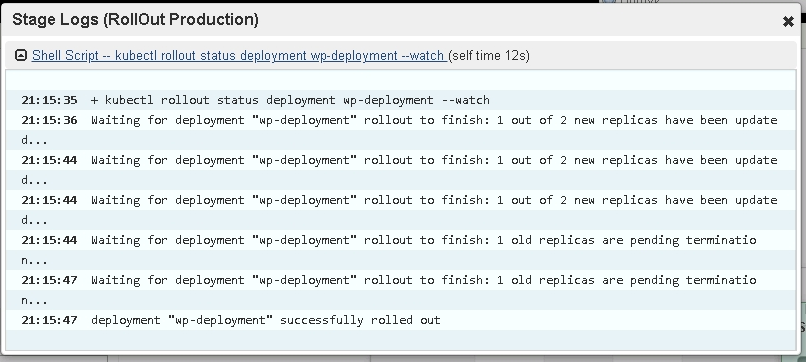 Stage Logs (RollOut Production)
Shell Script -- kubectl rollout status deployment wp-deployment --watch (self time 12s)
21:15:35 + kubectl rollout status deployment wp-deployment --watch
21:15:36 Waiting for deployment "wp-deployment" rollout to finish: 1 out of 2 new replicas have been update
d...
21:15:44 Waiting for deployment "wp-deployment" rollout to finish: 1 out of 2 new replicas have been update
d...
21:15:44 Waiting for deployment "wp-deployment" rollout to finish: 1 out of 2 new replicas have been update
d...
21:15:44 Waiting for deployment "wp-deployment" rollout to finish: 1 old replicas are pending terminatio
n...
21:15:47 Waiting for deployment "wp-deployment" rollout to finish: 1 old replicas are pending terminatio
n...
21:15:47 deployment "wp-deployment" successfully rolled out